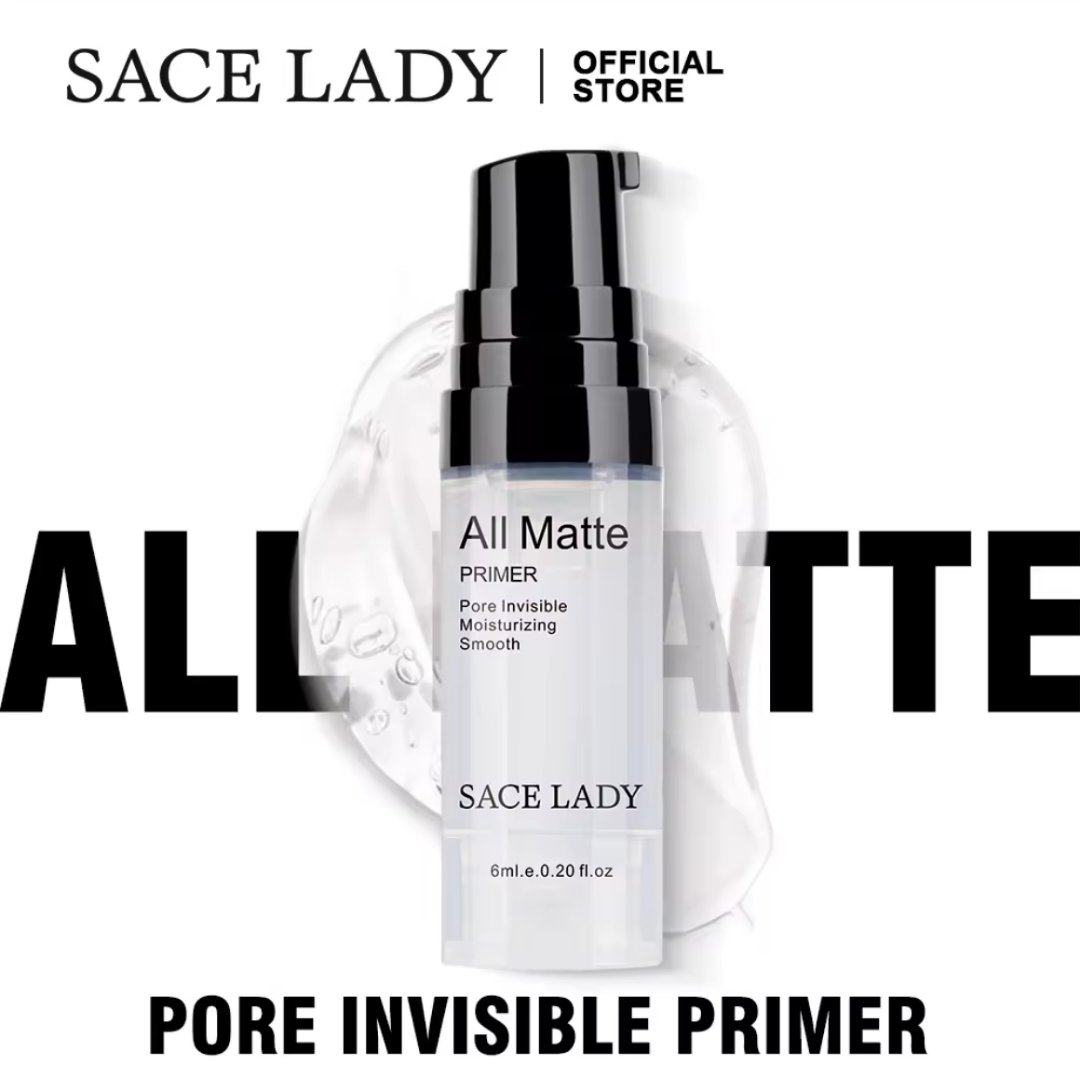 SACE LADY
OFFICIAL
STORE
ALL MATTE
All Matte
PRIMER
Pore Invisible
Moisturizing
Smooth
SACE LADY
6ml.e.0.20 fl.oz
PORE INVISIBLE PRIMER